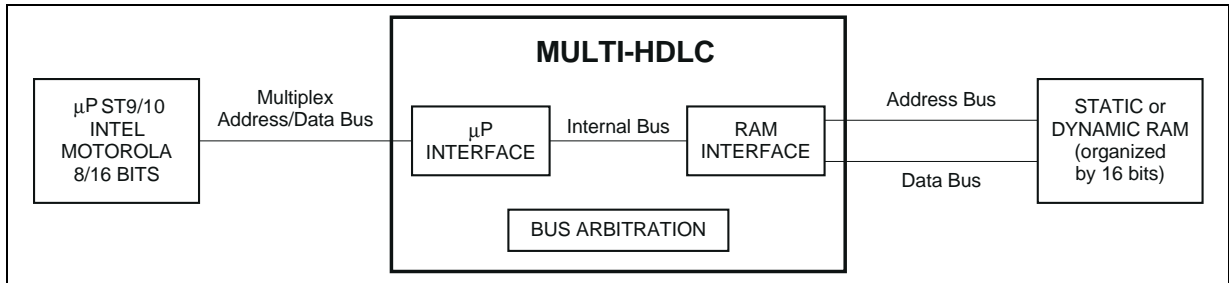 MULTI-HDLC
μP ST9/10
INTEL
MOTOROLA
8/16 BITS
Multiplex
Address/Data Bus
μP
INTERFACE
Internal Bus
RAM
INTERFACE
BUS ARBITRATION
Address Bus
Data Bus
STATIC or
DYNAMIC RAM
(organized
by 16 bits)